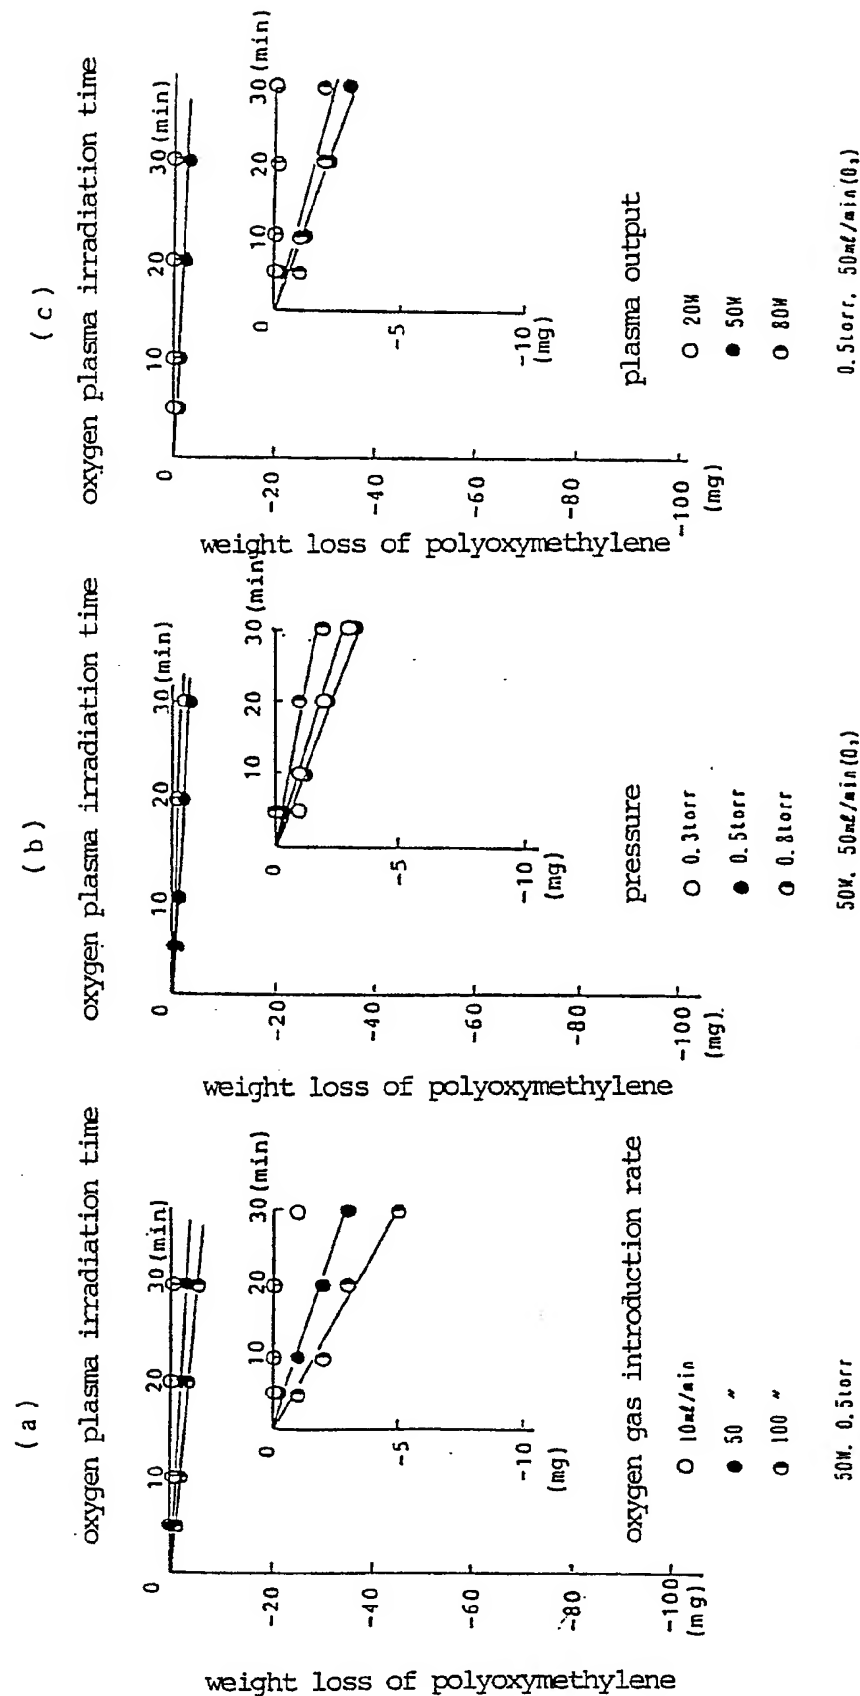 (a)
oxygen plasma irradiation time
0 10 20 30(min)
-20
-40
-60
-80
-100
(mg)
weight loss of polyoxymethylene
0 10 20 30(min)
-5
-10
(mg)
oxygen gas introduction rate
○ 10ml/min
● 50 〃
◑ 100 〃
50W. 0.5torr
(b)
oxygen plasma irradiation time
0 10 20 30(min)
-20
-40
-60
-80
-100
(mg).
weight loss of polyoxymethylene
0 10 20 30(min)
-5
-10
(mg)
pressure
○ 0.3torr
● 0.5torr
◑ 0.8torr
50W. 50ml/min(O₂)
(c)
oxygen plasma irradiation time
0 10 20 30(min)
-20
-40
-60
-80
-100
(mg)
weight loss of polyoxymethylene
0 10 20 30(min)
-5
-10
(mg)
plasma output
○ 20W
● 50W
◑ 80W
0.5torr. 50ml/min(O₂)